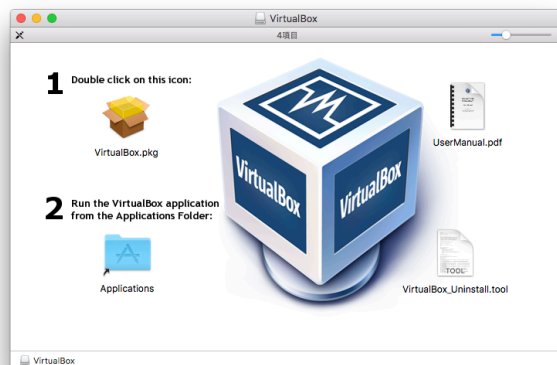 VirtualBox
4項目
1 Double click on this icon:
VirtualBox.pkg
2 Run the VirtualBox application
from the Applications Folder:
Applications
VirtualBox
VirtualBox
UserManual.pdf
TOOL
VirtualBox_Uninstall.tool
VirtualBox